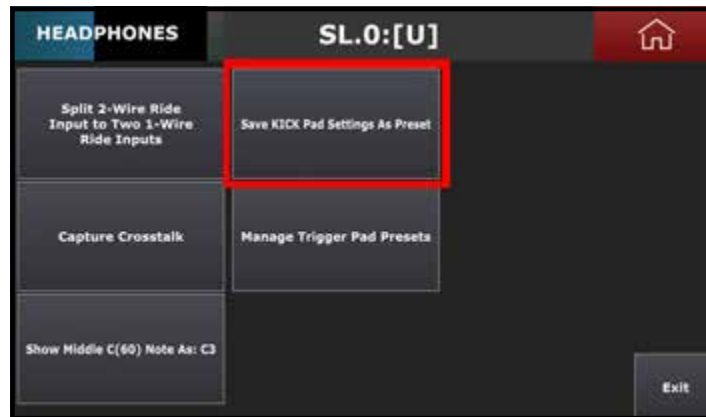 HEADPHONES
SL.0:[U]
Split 2-Wire Ride
Input to Two 1-Wire
Ride Inputs
Save KICK Pad Settings As Preset
Capture Crosstalk
Manage Trigger Pad Presets
Show Middle C(60) Note As: C3
Exit